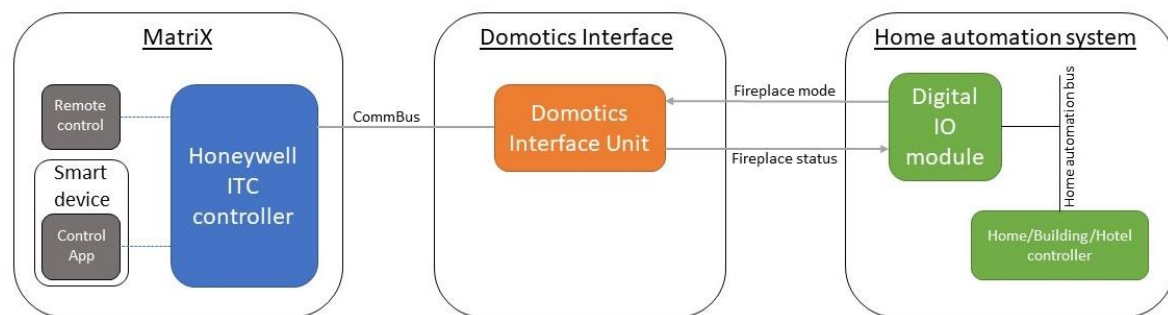 MatriX
Remote
control
Smart
device
Control
App
Honeywell
ITC
controller
CommBus
Domotics Interface
Domotics
Interface Unit
Fireplace mode
Fireplace status
Home automation system
Digital
IO
module
Home automation bus
Home/Building/Hotel
controller